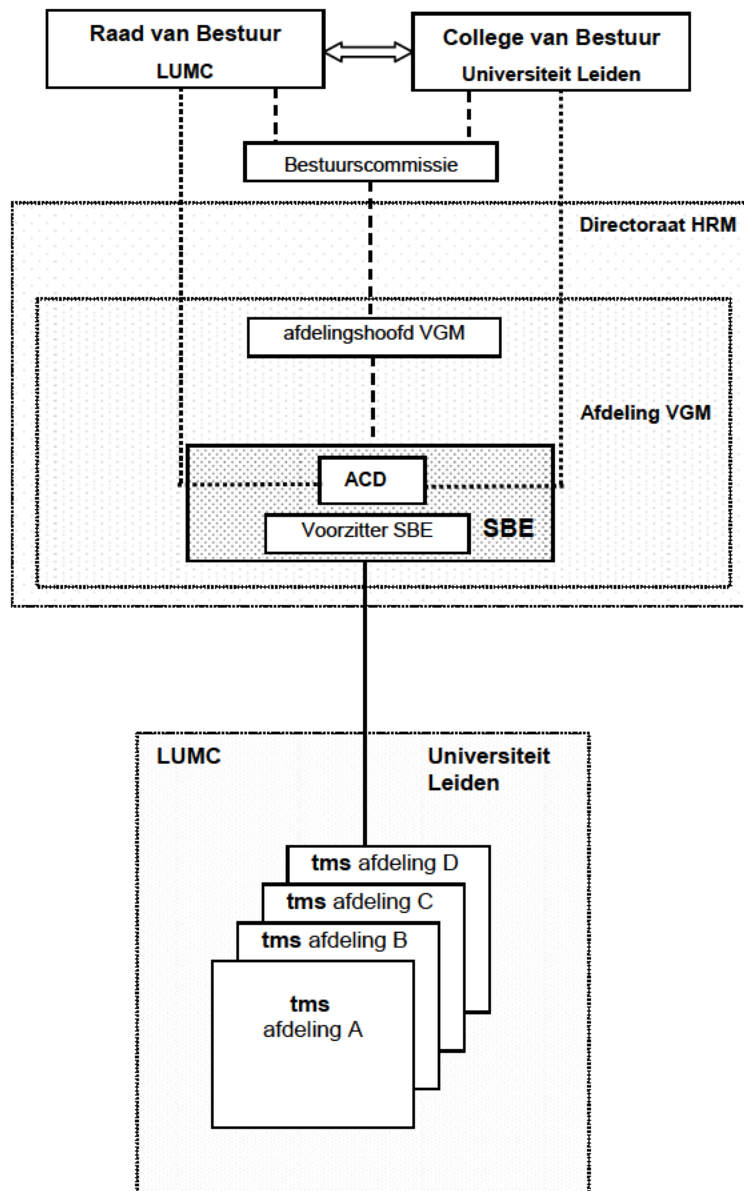 Raad van Bestuur
LUMC
College van Bestuur
Universiteit Leiden
Bestuurscommissie
Directoraat HRM
afdelingshoofd VGM
Afdeling VGM
ACD
Voorzitter SBE
SBE
LUMC
Universiteit
Leiden
tms afdeling D
tms afdeling C
tms afdeling B
tms
afdeling A